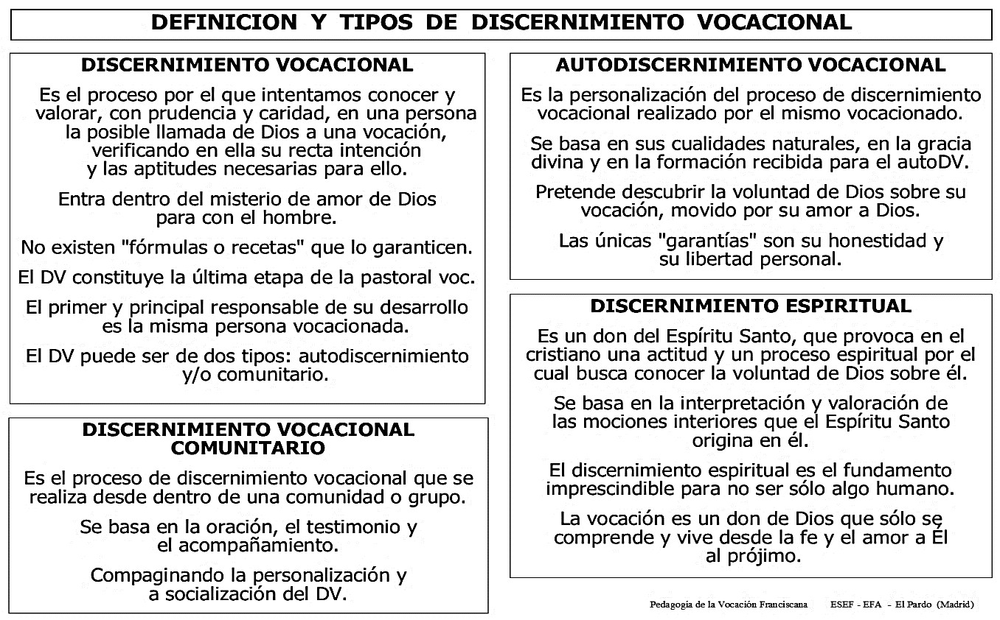 DEFINICION Y TIPOS DE DISCERNIMIENTO VOCACIONAL
DISCERNIMIENTO VOCACIONAL
Es el proceso por el que intentamos conocer y
valorar, con prudencia y caridad, en una persona
la posible llamada de Dios a una vocación,
verificando en ella su recta intención
y las aptitudes necesarias para ello.
Entra dentro del misterio de amor de Dios
para con el hombre.
No existen "fórmulas o recetas" que lo garanticen.
El DV constituye la última etapa de la pastoral voc.
El primer y principal responsable de su desarrollo
es la misma persona vocacionada.
El DV puede ser de dos tipos: autodiscernimiento
y/o comunitario.
DISCERNIMIENTO VOCACIONAL
COMUNITARIO
Es el proceso de discernimiento vocacional que se
realiza desde dentro de una comunidad o grupo.
Se basa en la oración, el testimonio y
el acompañamiento.
Compaginando la personalización y
a socialización del DV.
AUTODISCERNIMIENTO VOCACIONAL
Es la personalización del proceso de discernimiento
vocacional realizado por el mismo vocacionado.
Se basa en sus cualidades naturales, en la gracia
divina y en la formación recibida para el autoDV.
Pretende descubrir la voluntad de Dios sobre su
vocación, movido por su amor a Dios.
Las únicas "garantías" son su honestidad y
su libertad personal.
DISCERNIMIENTO ESPIRITUAL
Es un don del Espíritu Santo, que provoca en el
cristiano una actitud y un proceso espiritual por el
cual busca conocer la voluntad de Dios sobre él.
Se basa en la interpretación y valoración de
las mociones interiores que el Espíritu Santo
origina en él.
El discernimiento espiritual es el fundamento
imprescindible para no ser sólo algo humano.
La vocación es un don de Dios que sólo se
comprende y vive desde la fe y el amor a Él
al prójimo.
Pedagogía de la Vocación Franciscana ESEF - EFA - El Pardo (Madrid)